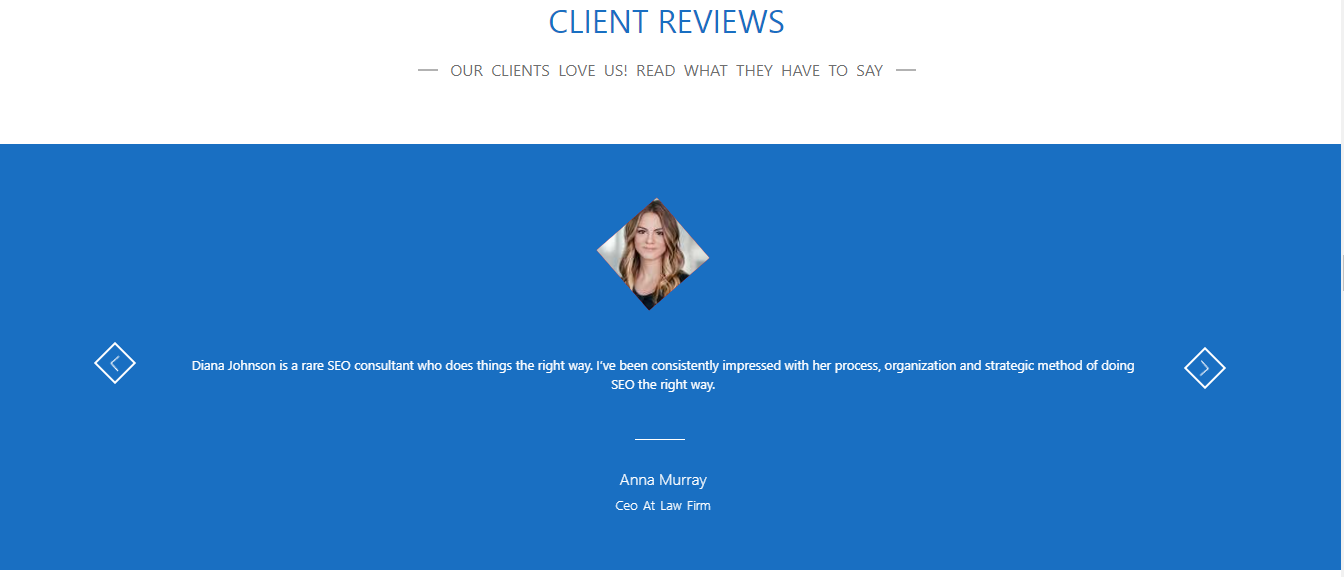 CLIENT REVIEWS
OUR CLIENTS LOVE US! READ WHAT THEY HAVE TO SAY
Diana Johnson is a rare SEO consultant who does things the right way. I've been consistently impressed with her process, organization and strategic method of doing
SEO the right way.
Anna Murray
Ceo At Law Firm